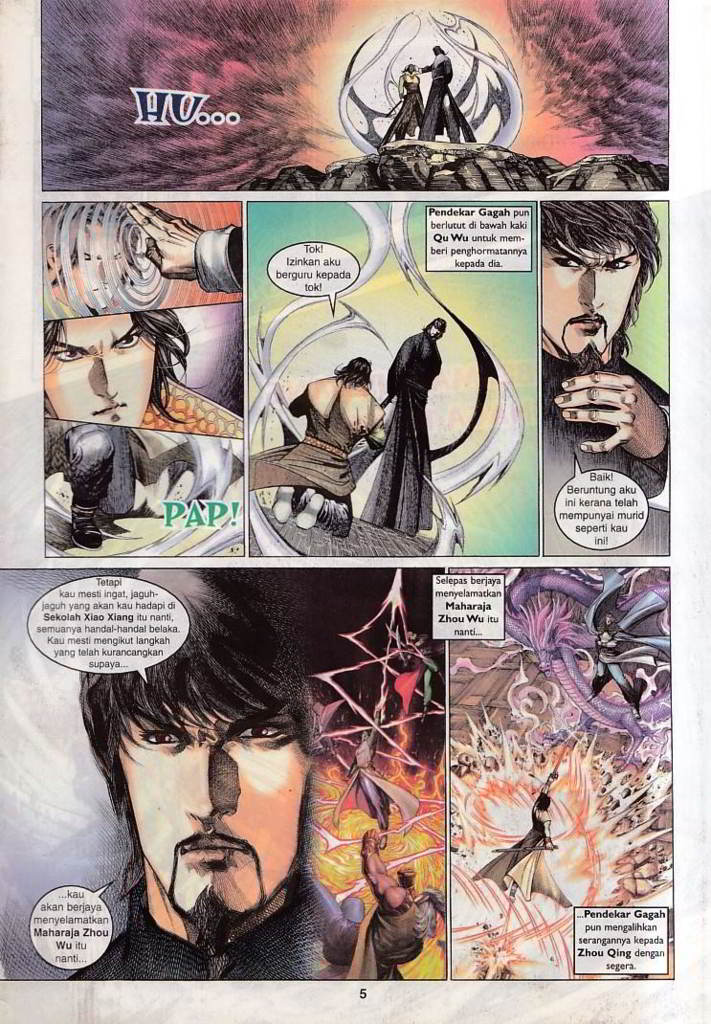 HU...
Tok!
Izinkan aku
berguru kepada
tok!
Pendekar Gagah pun
berlutut di bawah kaki
Qu Wu untuk mem-
beri penghormatannya
kepada dia.
PAP!
Baik!
Beruntung aku
ini kerana telah
mempunyai murid
seperti kau
ini!
Tetapi
kau mesti ingat, jaguh-
jaguh yang akan kau hadapi di
Sekolah Xiao Xiang itu nanti,
semuanya handal-handal belaka.
Kau mesti mengikut langkah
yang telah kurancangkan
supaya...
...kau
akan berjaya
menyelamatkan
Maharaja Zhou
Wu itu
nanti...
Selepas berjaya
menyelamatkan
Maharaja
Zhou Wu itu
nanti...
...Pendekar Gagah
pun mengalihkan
serangannya kepada
Zhou Qing dengan
segera.
5